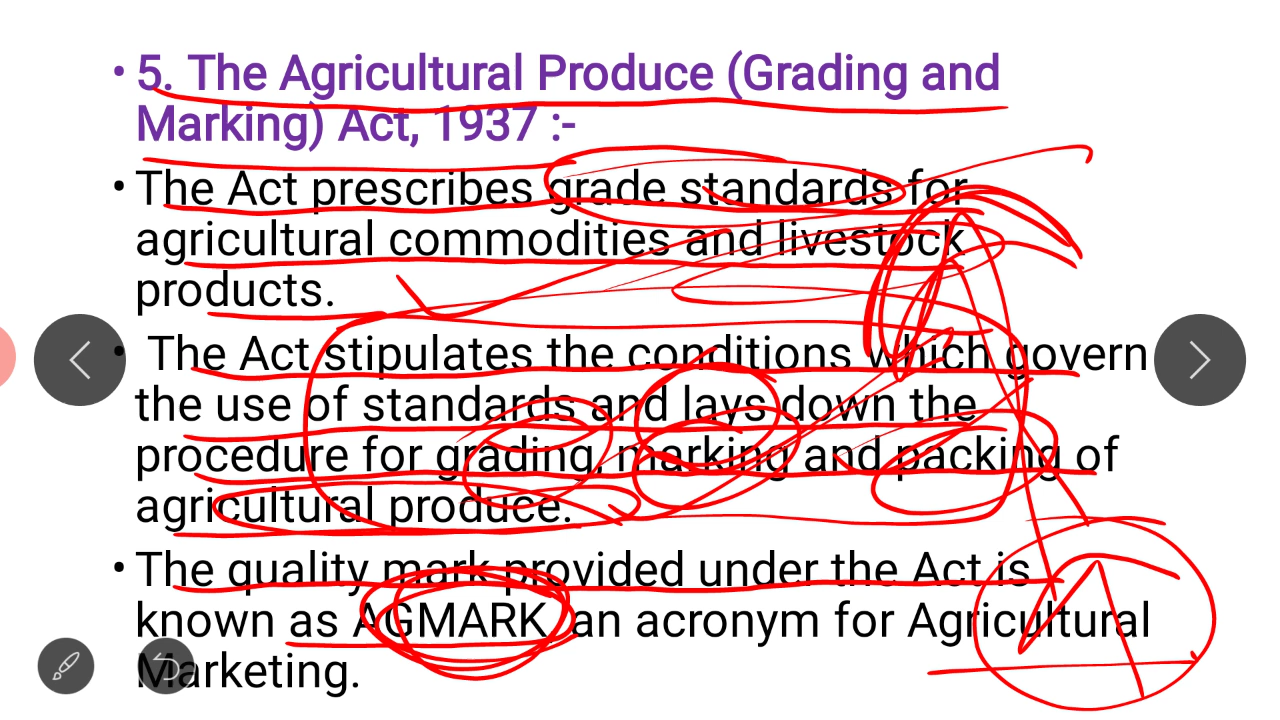 • 5. The Agricultural Produce (Grading and
Marking) Act, 1937 :-
• The Act prescribes grade standards for
agricultural commodities and livestock
products.
• The Act stipulates the conditions which govern
the use of standards and lays down the
procedure for grading, marking and packing of
agricultural produce.
• The quality mark provided under the Act is
known as AGMARK, an acronym for Agricultural
Marketing.